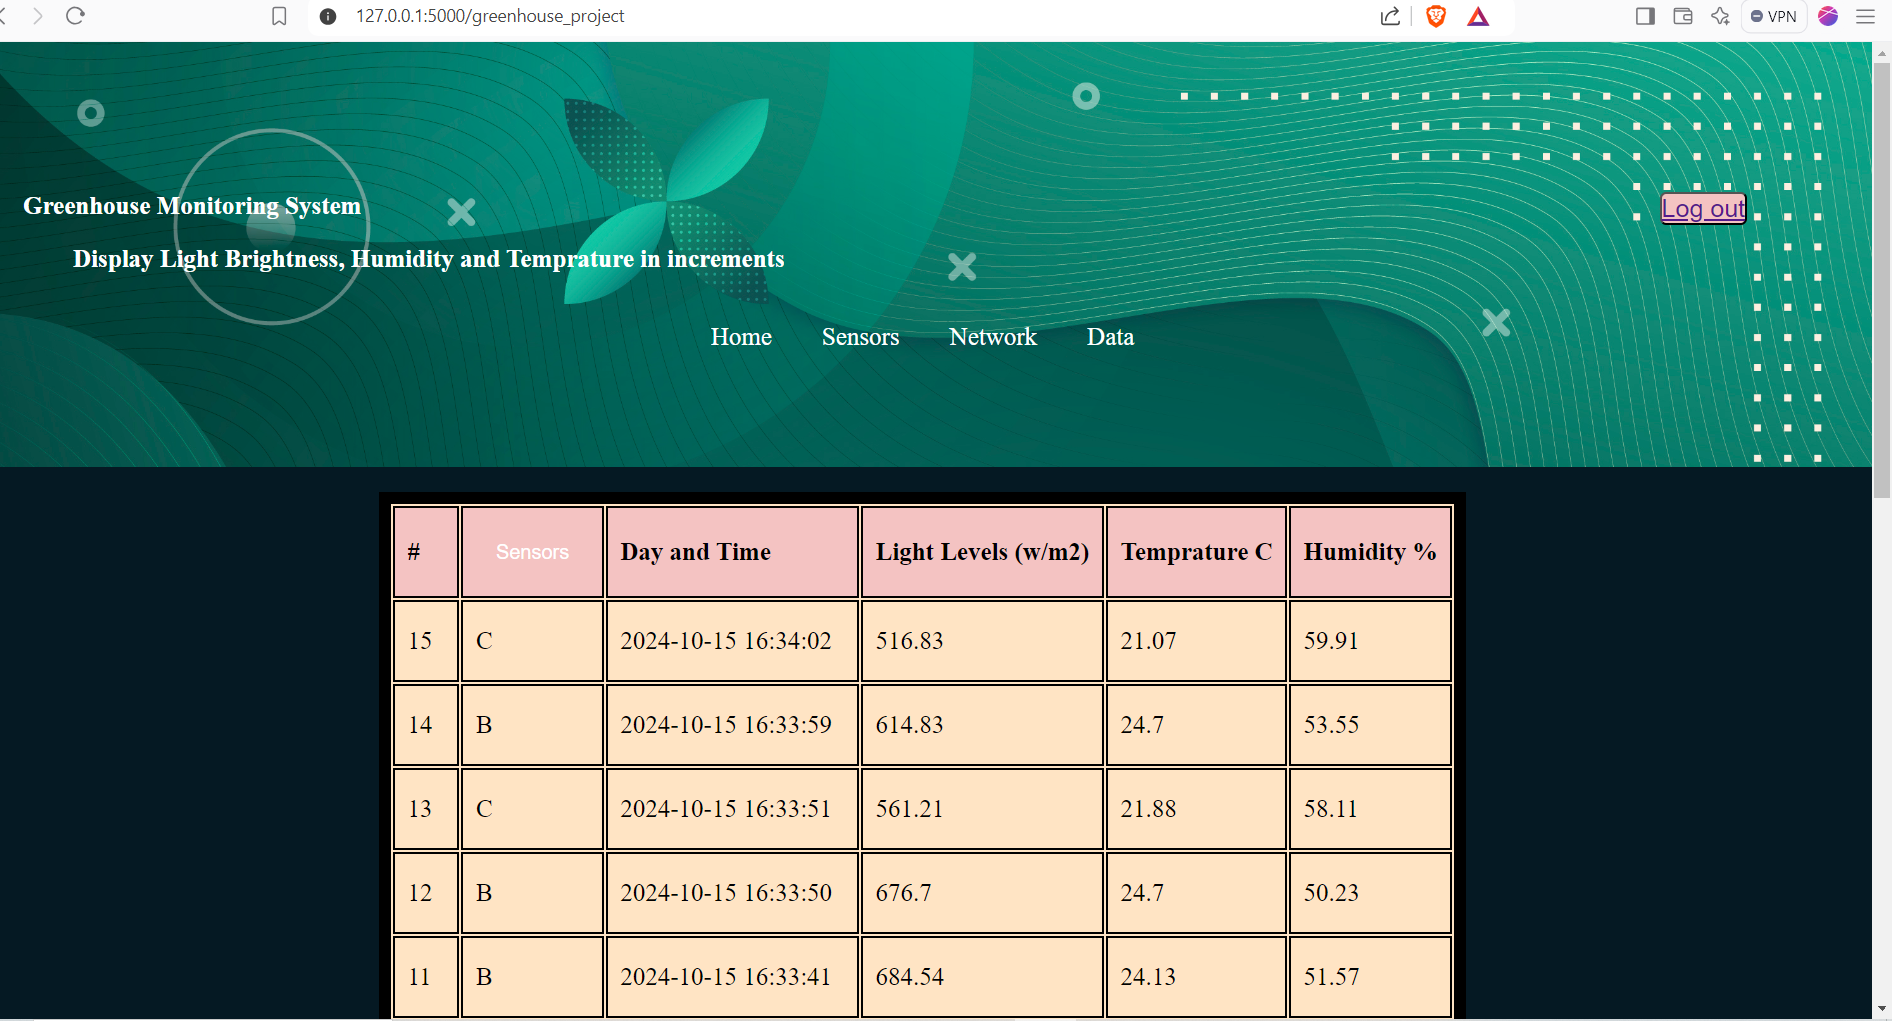 127.0.0.1:5000/greenhouse_project
VPN
Greenhouse Monitoring System
Log out
Display Light Brightness, Humidity and Temprature in increments
Home Sensors Network Data
# Sensors Day and Time Light Levels (w/m2) Temprature C Humidity %
15 C 2024-10-15 16:34:02 516.83 21.07 59.91
14 B 2024-10-15 16:33:59 614.83 24.7 53.55
13 C 2024-10-15 16:33:51 561.21 21.88 58.11
12 B 2024-10-15 16:33:50 676.7 24.7 50.23
11 B 2024-10-15 16:33:41 684.54 24.13 51.57